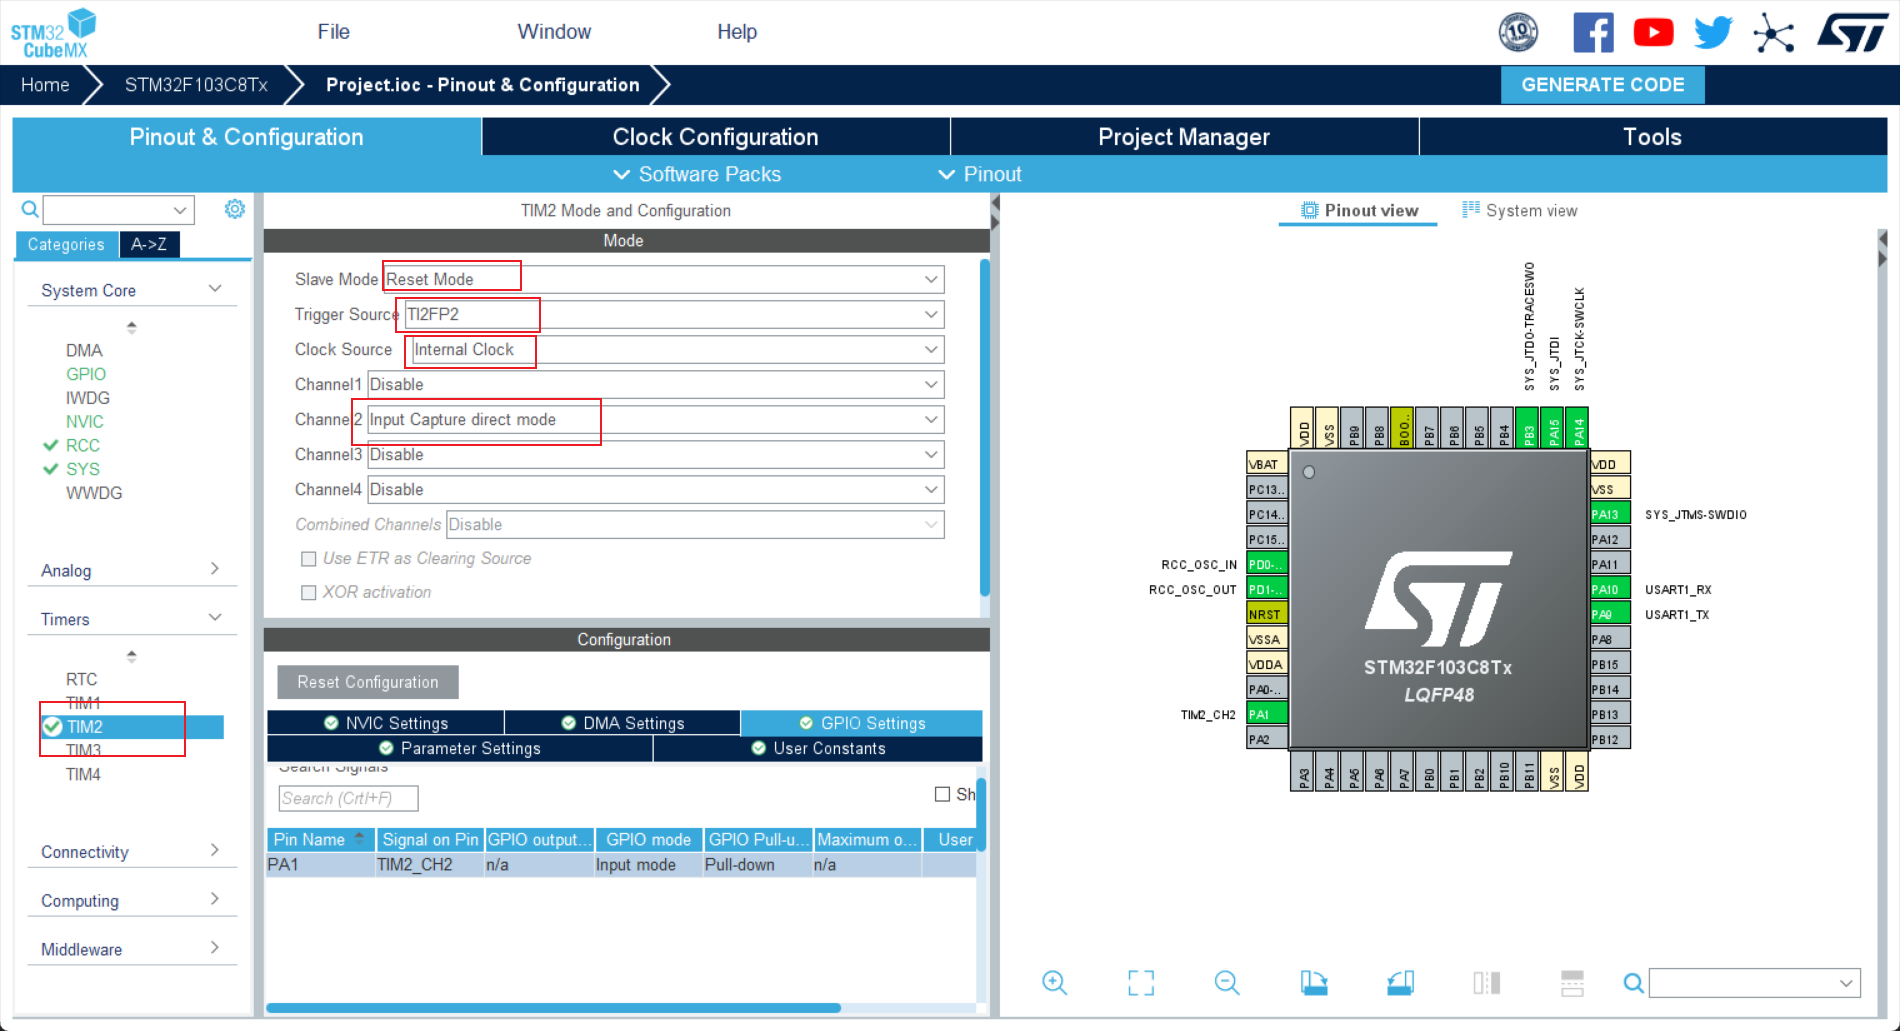 STM32
CubeMX
File
Window
Help
10
Home
STM32F103C8Tx
Project.ioc - Pinout & Configuration
GENERATE CODE
Pinout & Configuration
Clock Configuration
Project Manager
Tools
Software Packs
Pinout
Categories
A->Z
System Core
DMA
GPIO
IWDG
NVIC
RCC
SYS
WWDG
Analog
Timers
RTC
TIM1
TIM2
TIM3
TIM4
Connectivity
Computing
Middleware
TIM2 Mode and Configuration
Mode
Slave Mode Reset Mode
Trigger Source TI2FP2
Clock Source Internal Clock
Channel1 Disable
Channel2 Input Capture direct mode
Channel3 Disable
Channel4 Disable
Combined Channels Disable
Use ETR as Clearing Source
XOR activation
Configuration
Reset Configuration
NVIC Settings
DMA Settings
GPIO Settings
Parameter Settings
User Constants
Search Signals
Search (CrtI+F)
Sh
Pin Name Signal on Pin GPIO output... GPIO mode GPIO Pull-u... Maximum o... User
PA1 TIM2_CH2 n/a Input mode Pull-down n/a
Pinout view
System view
SYS_JTDO-TRACESWO
SYS_JTDI
SYS_JTCK-SWCLK
VDD
VSS
PB9
PB8
BOO...
PB7
PB6
PB5
PB4
PB3
PA15
PA14
VBAT
PC13..
PC14..
PC15..
RCC_OSC_IN PD0-..
RCC_OSC_OUT PD1-..
NRST
VSSA
VDDA
PA0-..
TIM2_CH2 PA1
PA2
ST
STM32F103C8Tx
LQFP48
VDD
VSS
PA13 SYS_JTMS-SWDIO
PA12
PA11
PA10 USART1_RX
PA9 USART1_TX
PA8
PB15
PB14
PB13
PB12
PA3
PA4
PA5
PA6
PA7
PB0
PB1
PB2
PB10
PB11
VSS
VDD